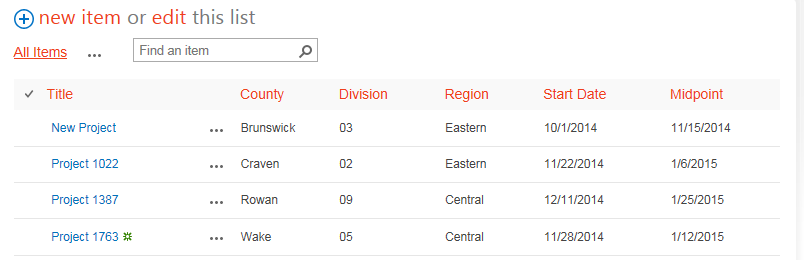 new item or edit this list
All Items ... Find an item
Title County Division Region Start Date Midpoint
New Project ... Brunswick 03 Eastern 10/1/2014 11/15/2014
Project 1022 ... Craven 02 Eastern 11/22/2014 1/6/2015
Project 1387 ... Rowan 09 Central 12/11/2014 1/25/2015
Project 1763 ... Wake 05 Central 11/28/2014 1/12/2015